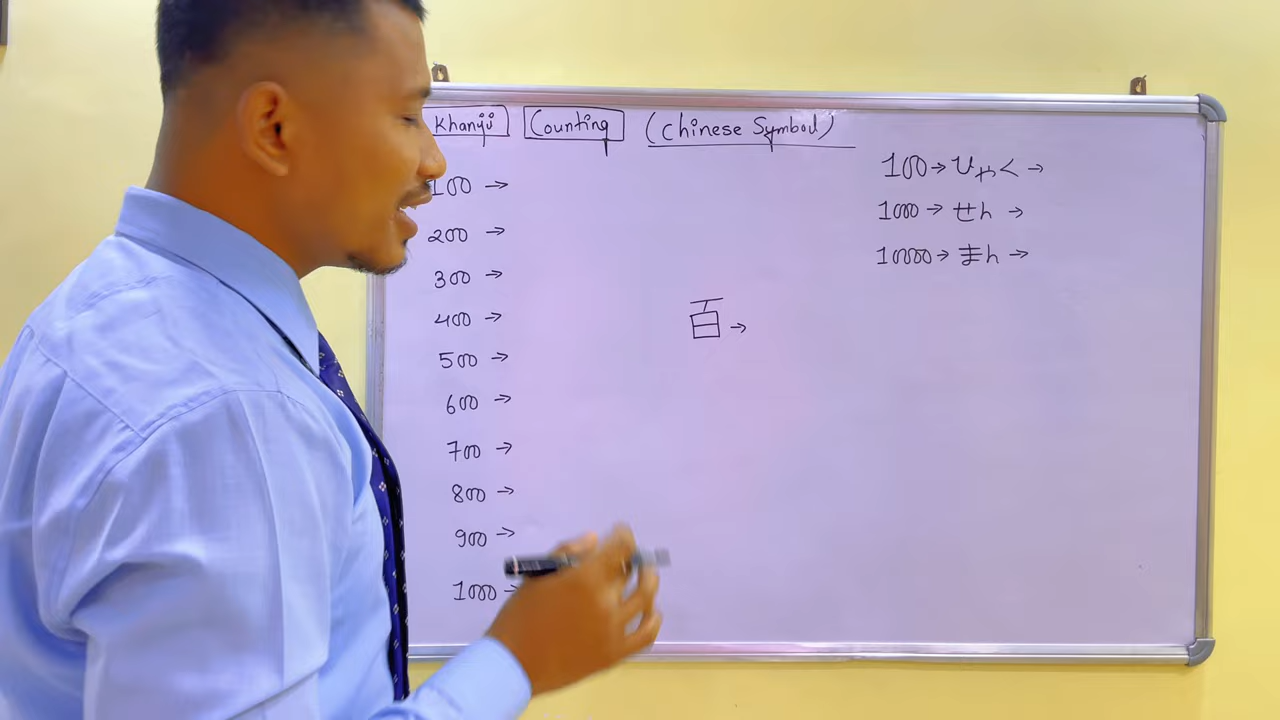 Khanji Counting (Chinese Symbol)
100 →
200 →
300 →
400 →
500 →
600 →
700 →
800 →
900 →
1000 →
百 →
100 → ひゃく →
1000 → せん →
10000 → まん →